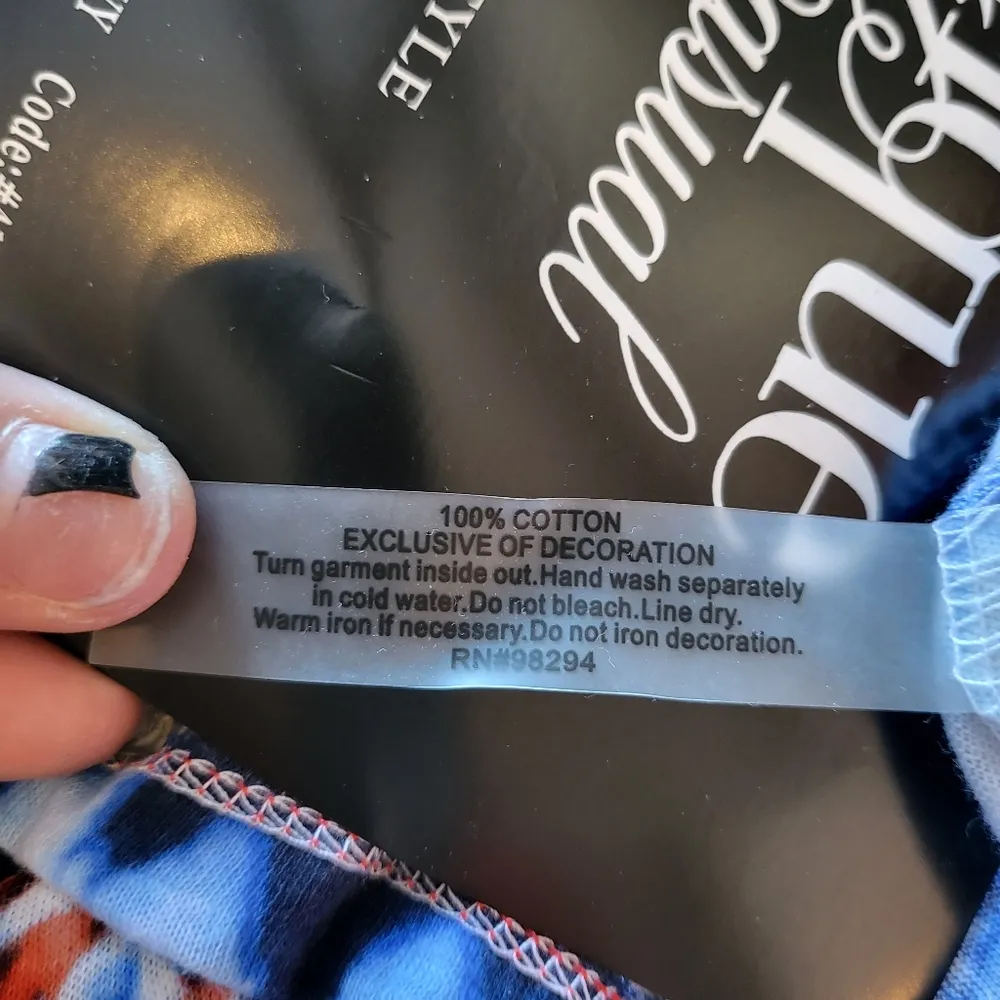 100% COTTON
EXCLUSIVE OF DECORATION
Turn garment inside out.Hand wash separately
in cold water.Do not bleach.Line dry.
Warm iron If necessary.Do not iron decoration.
RN#98294
Code:#